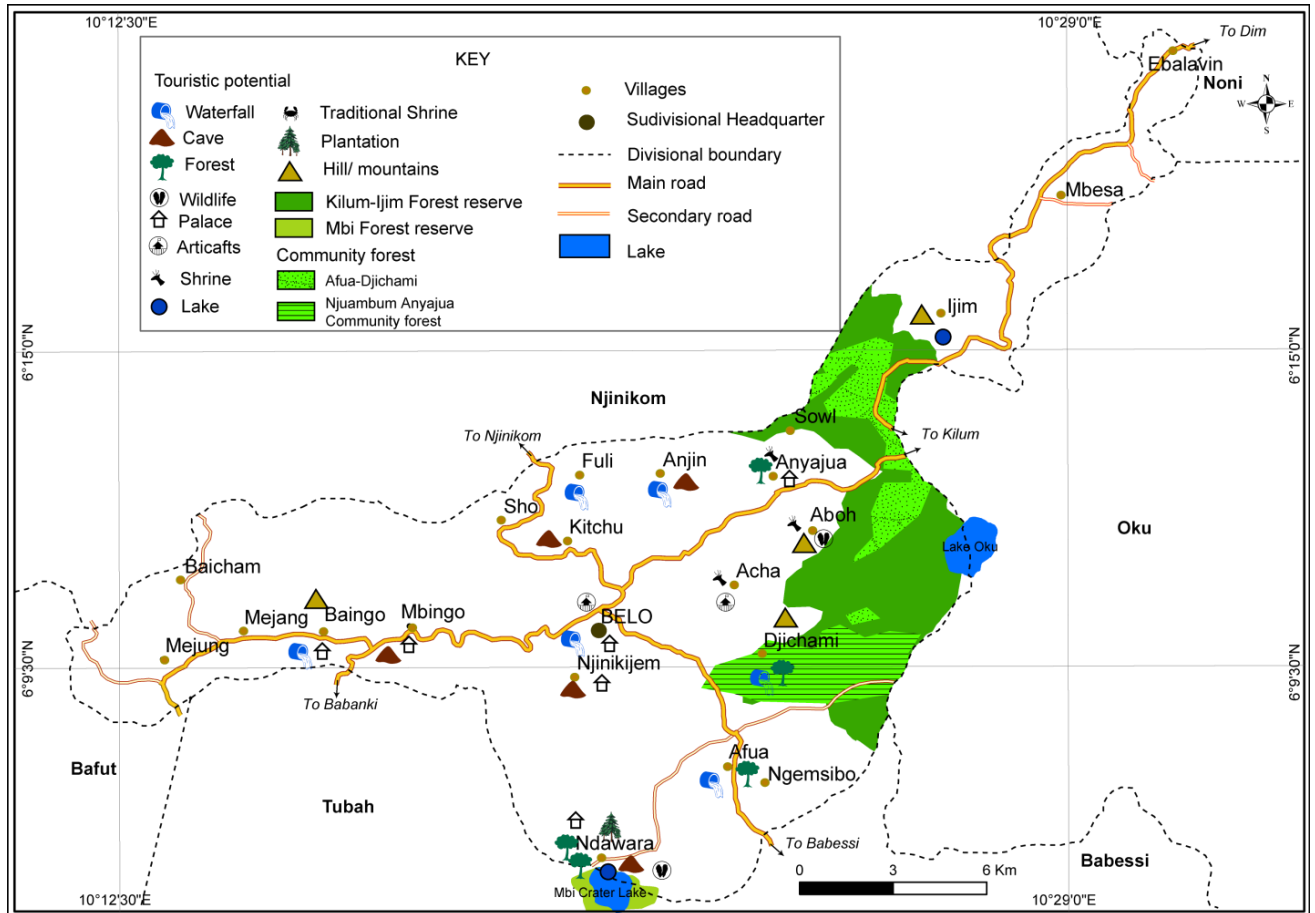 10°12'30"E
10°29'0"E
To Dim
Ebalavin
Noni
N
W
E
S
KEY
Touristic potential
Waterfall
Cave
Forest
Wildlife
Palace
Articafts
Shrine
Lake
Traditional Shrine
Plantation
Hill/ mountains
Kilum-Ijim Forest reserve
Mbi Forest reserve
Community forest
Afua-Djichami
Njuambum Anyajua
Community forest
Villages
Sudivisional Headquarter
Divisional boundary
Main road
Secondary road
Lake
Mbesa
Ijim
6°15'0"N
6°15'0"N
Njinikom
Sowl
To Njinikom
To Kilum
Fuli
Anjin
Anyajua
Sho
Kitchu
Aboh
Oku
Lake Oku
Baicham
Acha
Mejang
Baingo
Mbingo
BELO
Djichami
Mejung
Njinikijem
6°9'30"N
6°9'30"N
To Babanki
Bafut
Afua
Ngemsibo
Tubah
Ndawara
To Babessi
Babessi
0
3
6 Km
Mbi Crater Lake
10°12'30"E
10°29'0"E